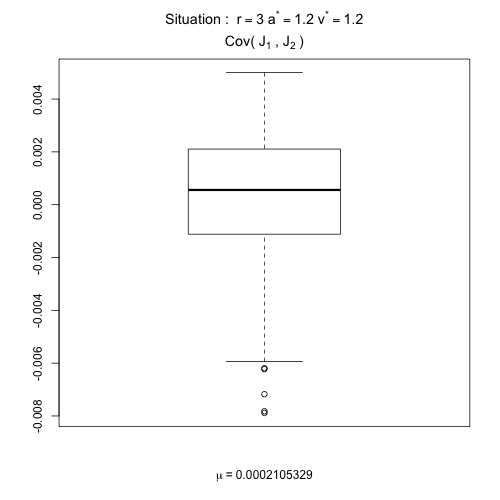 Situation : r = 3 a* = 1.2 v* = 1.2
Cov( J₁ , J₂ )
0.004
0.002
0.000
-0.002
-0.004
-0.006
-0.008
μ = 0.0002105329